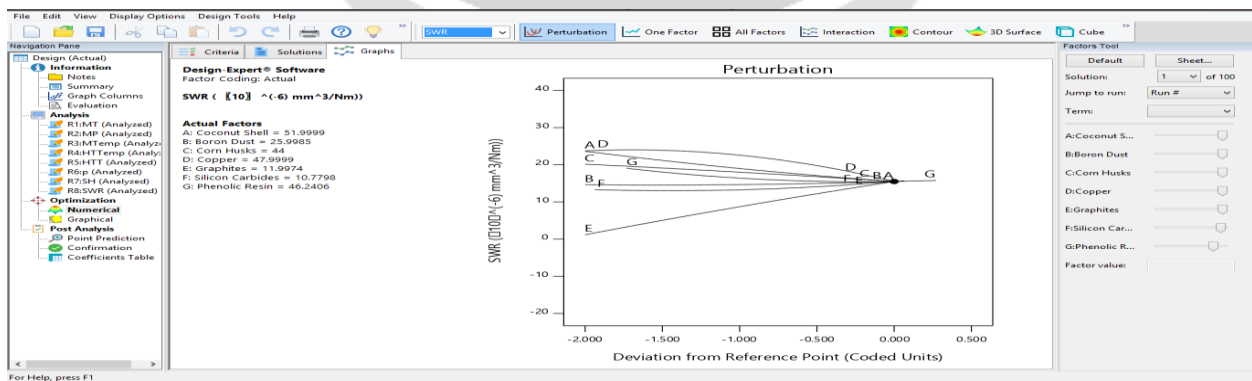 File Edit View Display Options Design Tools Help
SWR Perturbation One Factor All Factors Interaction Contour 3D Surface Cube
Navigation Pane
Design (Actual)
Information
Notes
Summary
Graph Columns
Evaluation
Analysis
R1:MT (Analyzed)
R2:MP (Analyzed)
R3:MTemp (Analyz
R4:HTTemp (Analy
R5:HTT (Analyzed)
R6:p (Analyzed)
R7:SH (Analyzed)
R8:SWR (Analyzed)
Optimization
Numerical
Graphical
Post Analysis
Point Prediction
Confirmation
Coefficients Table
For Help, press F1
Criteria Solutions Graphs
Design-Expert® Software
Factor Coding: Actual
SWR ( 〖10〗 ^(-6) mm^3/Nm))
Actual Factors
A: Coconut Shell = 51.9999
B: Boron Dust = 25.9985
C: Corn Husks = 44
D: Copper = 47.9999
E: Graphites = 11.9974
F: Silicon Carbides = 10.7798
G: Phenolic Resin = 46.2406
Perturbation
SWR (□10□^(-6) mm^3/Nm))
40
30
20
10
0
-10
-20
A D
C
G
B
F
E
D
C B A
F E
G
-2.000 -1.500 -1.000 -0.500 0.000 0.500
Deviation from Reference Point (Coded Units)
Factors Tool
Default Sheet...
Solution: 1 of 100
Jump to run: Run #
Term:
A:Coconut S...
B:Boron Dust
C:Corn Husks
D:Copper
E:Graphites
F:Silicon Car...
G:Phenolic R...
Factor value: